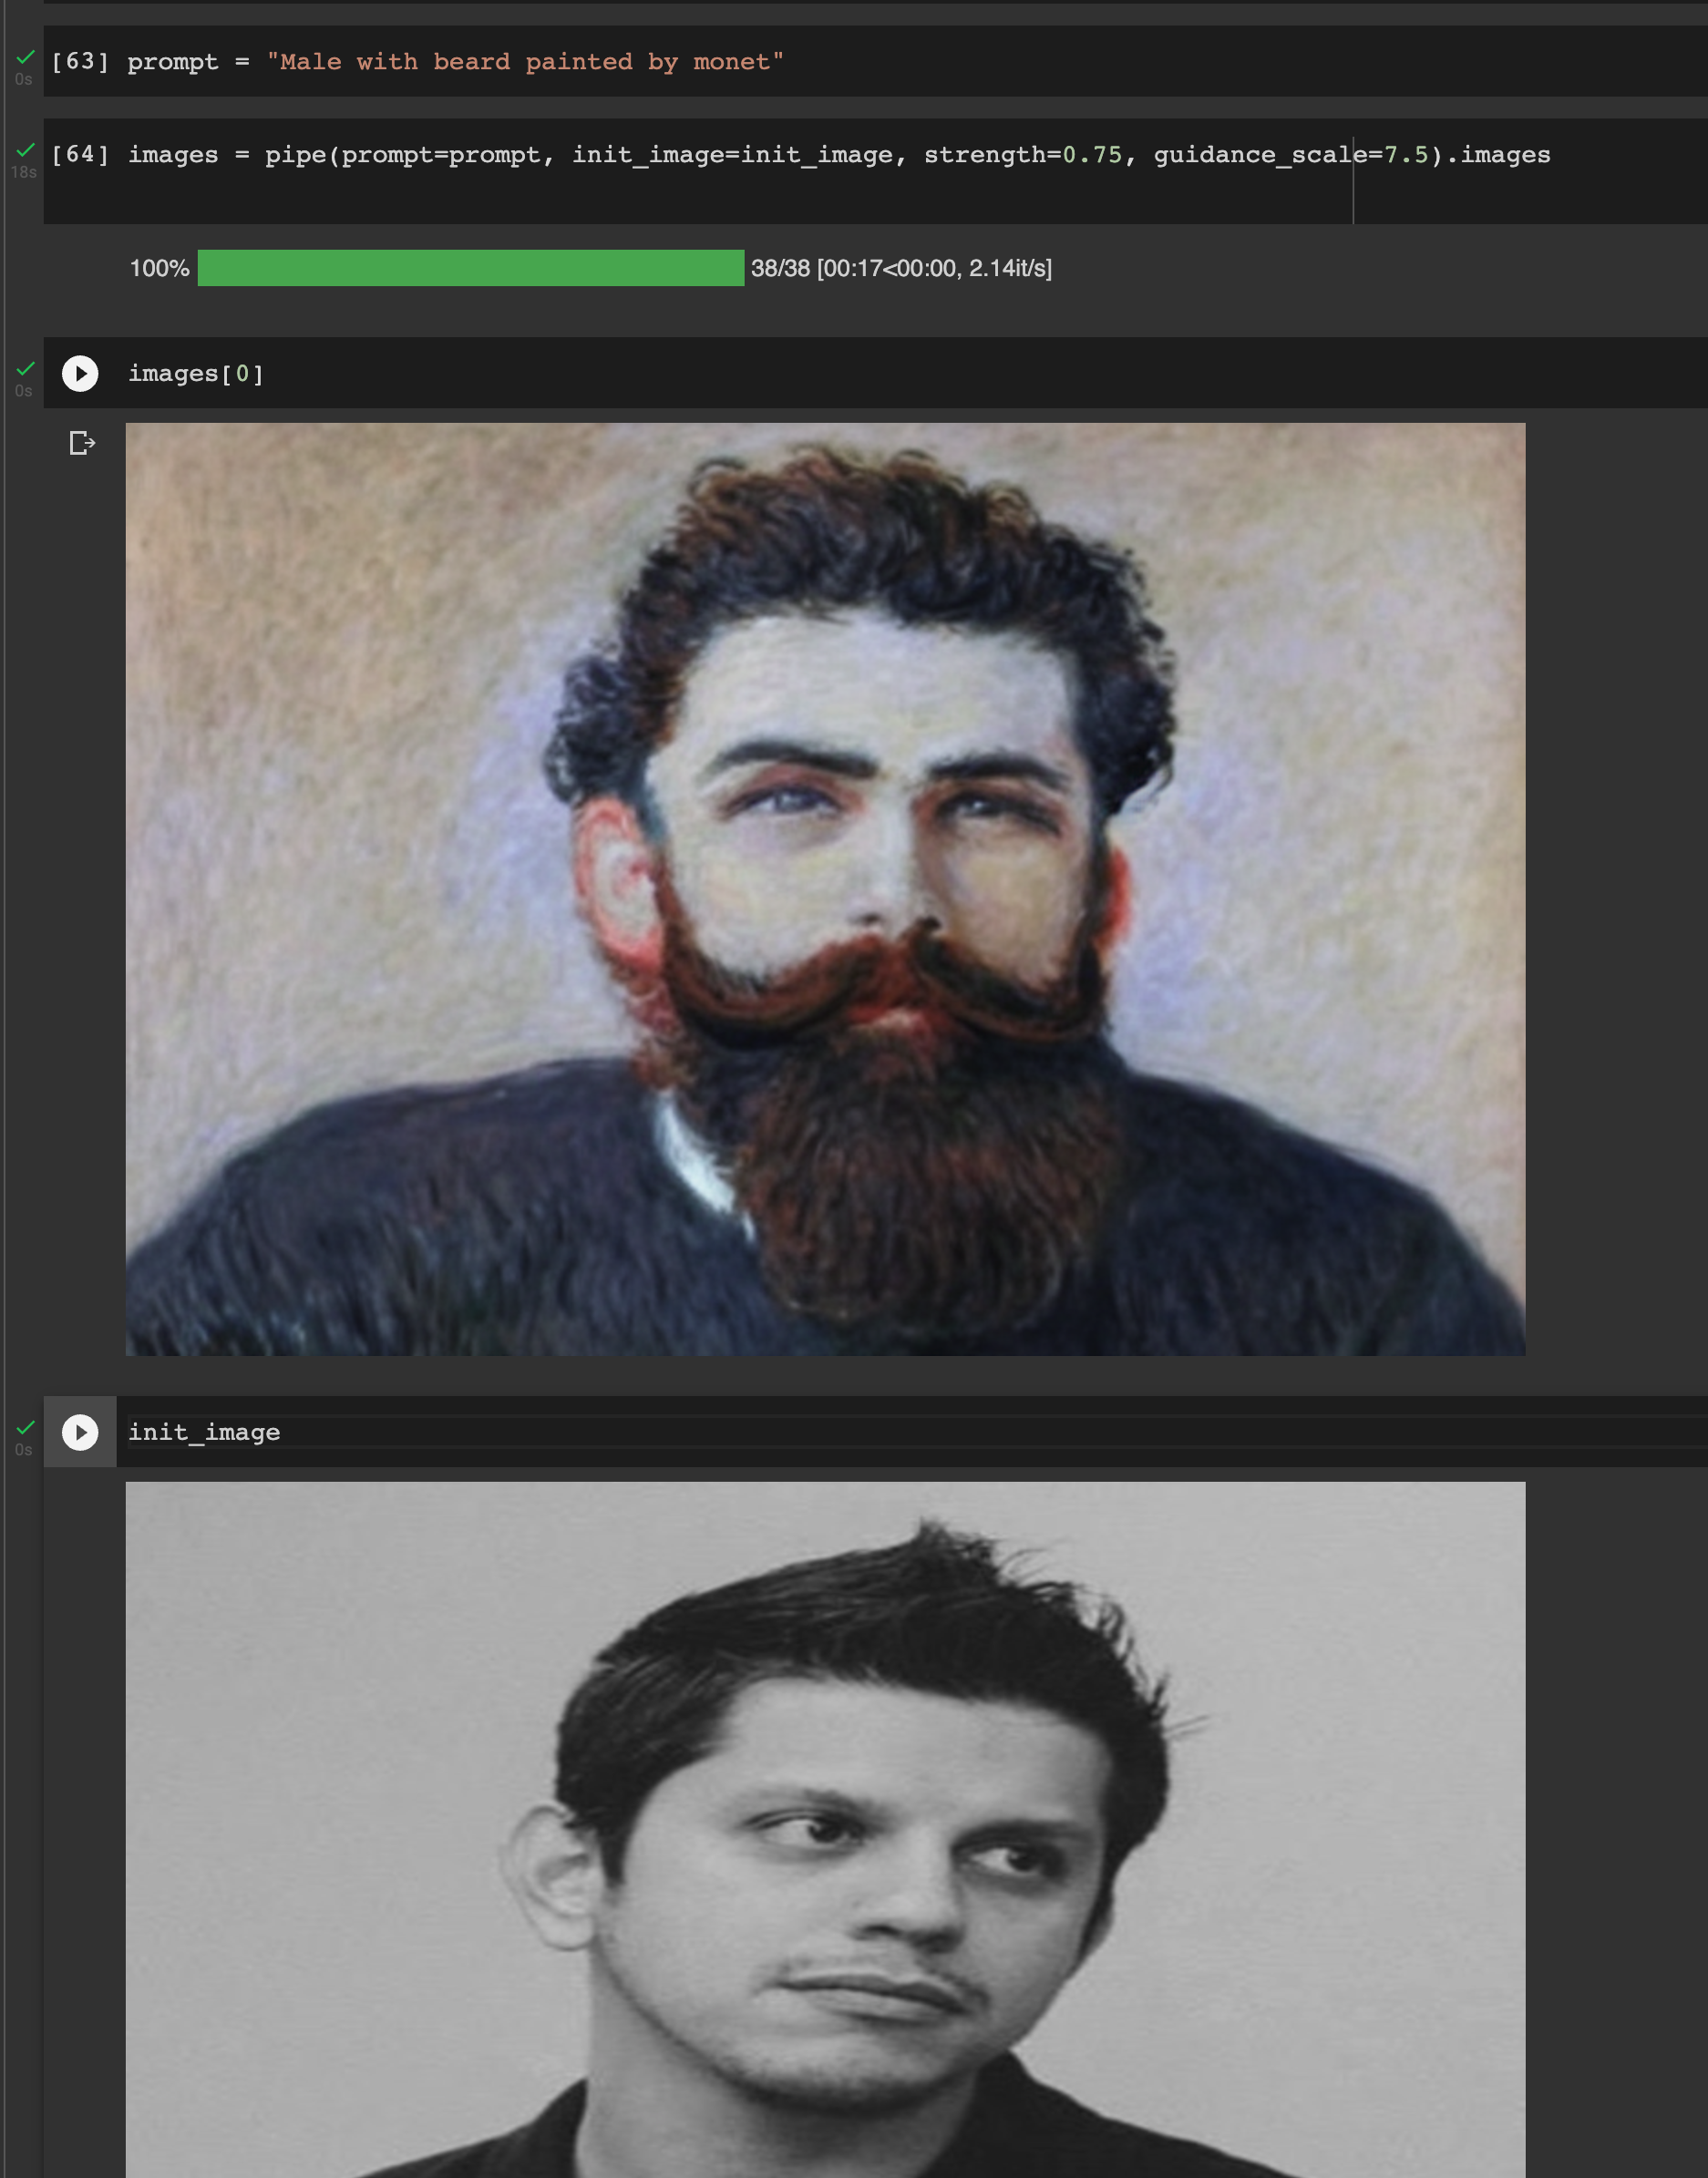 0s
[63] prompt = "Male with beard painted by monet"
18s
[64] images = pipe(prompt=prompt, init_image=init_image, strength=0.75, guidance_scale=7.5).images
100% 38/38 [00:17<00:00, 2.14it/s]
0s
images[0]
0s
init_image